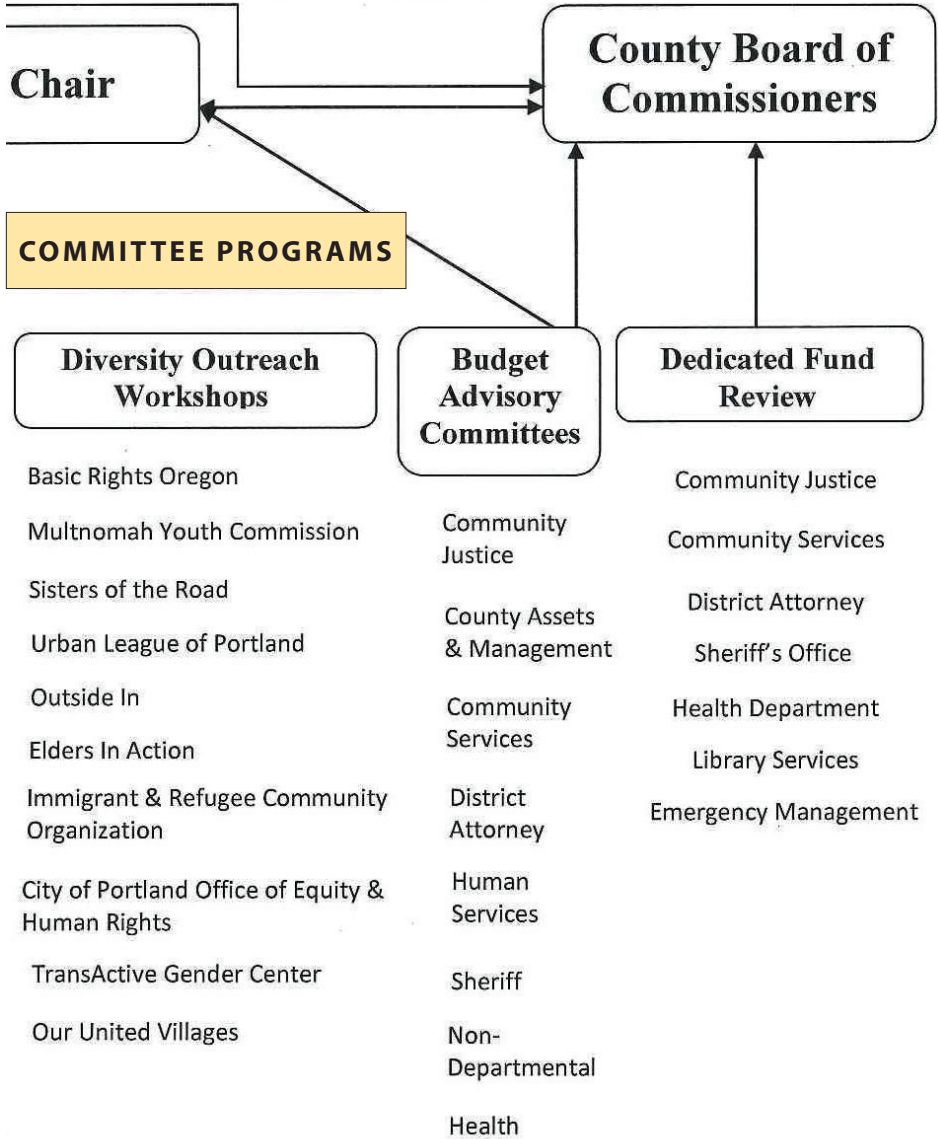 Chair
County Board of
Commissioners
COMMITTEE PROGRAMS
Diversity Outreach
Workshops
Basic Rights Oregon
Multnomah Youth Commission
Sisters of the Road
Urban League of Portland
Outside In
Elders In Action
Immigrant & Refugee Community
Organization
City of Portland Office of Equity &
Human Rights
TransActive Gender Center
Our United Villages
Budget
Advisory
Committees
Community
Justice
County Assets
& Management
Community
Services
District
Attorney
Human
Services
Sheriff
Non-
Departmental
Health
Dedicated Fund
Review
Community Justice
Community Services
District Attorney
Sheriff's Office
Health Department
Library Services
Emergency Management